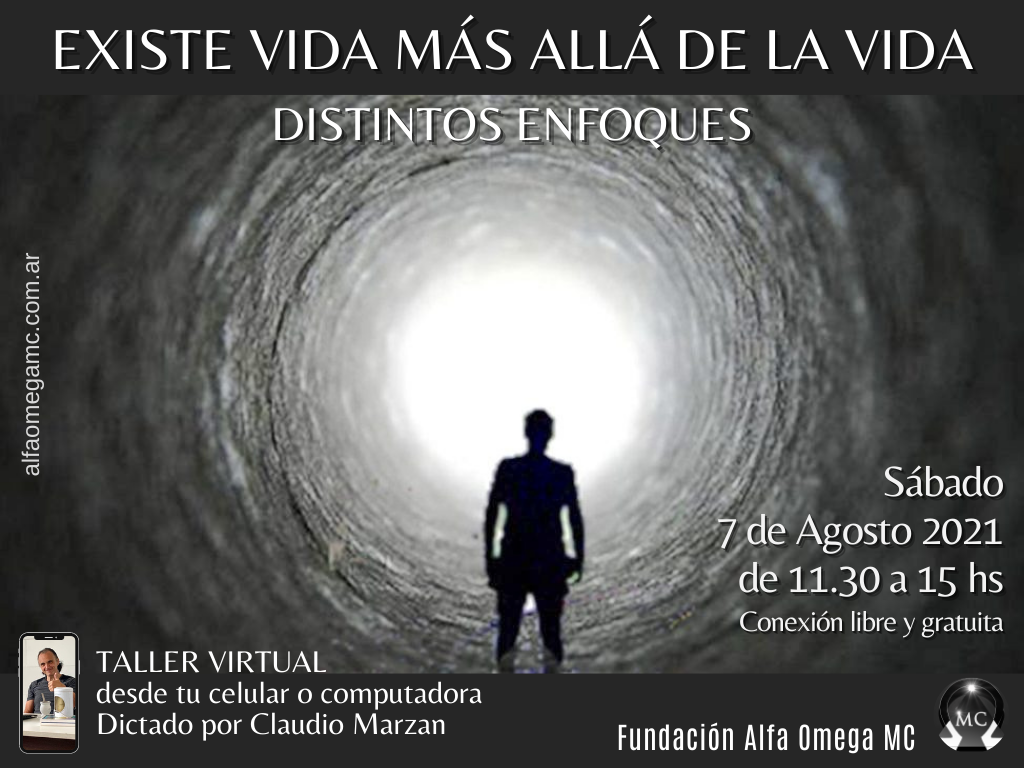 EXISTE VIDA MÁS ALLÁ DE LA VIDA
DISTINTOS ENFOQUES
alfaomegamc.com.ar
Sábado
7 de Agosto 2021
de 11.30 a 15 hs
Conexión libre y gratuita
TALLER VIRTUAL
desde tu celular o computadora
Dictado por Claudio Marzan
Fundación Alfa Omega MC
MC